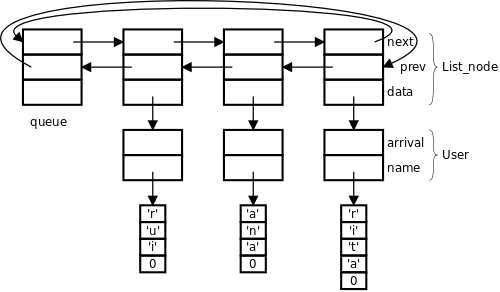 next
prev
List_node
data
queue
arrival
User
name
'r'
'u'
'i'
0
'a'
'n'
'a'
0
'r'
'i'
't'
'a'
0